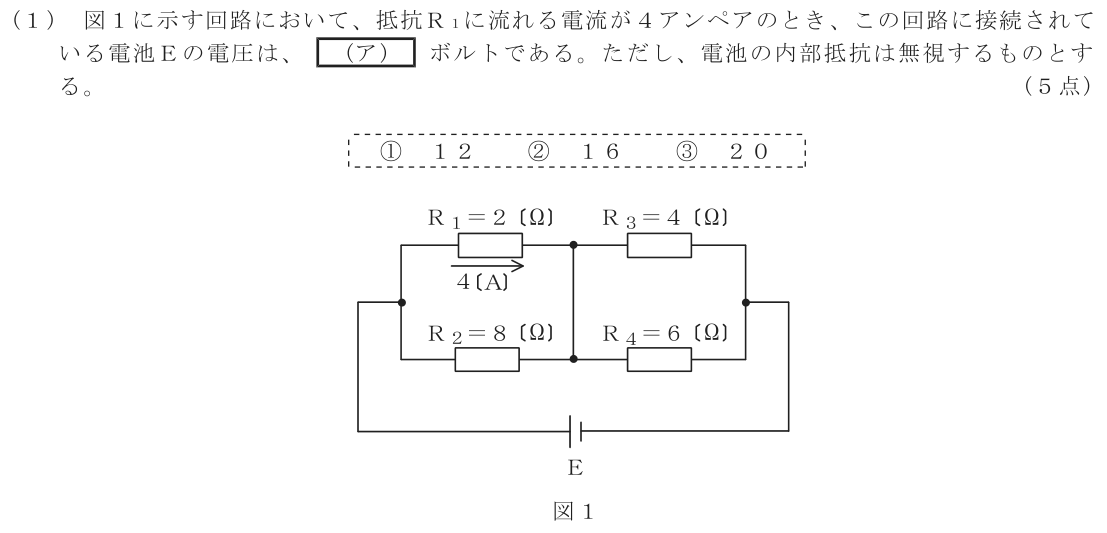 (1) 図1に示す回路において、抵抗R₁に流れる電流が4アンペアのとき、この回路に接続されて
いる電池Eの電圧は、 (ア) ボルトである。ただし、電池の内部抵抗は無視するものとす
る。 (5点)
① 12 ② 16 ③ 20
R₁=2〔Ω〕 R₃=4〔Ω〕
4〔A〕
R₂=8〔Ω〕 R₄=6〔Ω〕
E
図1